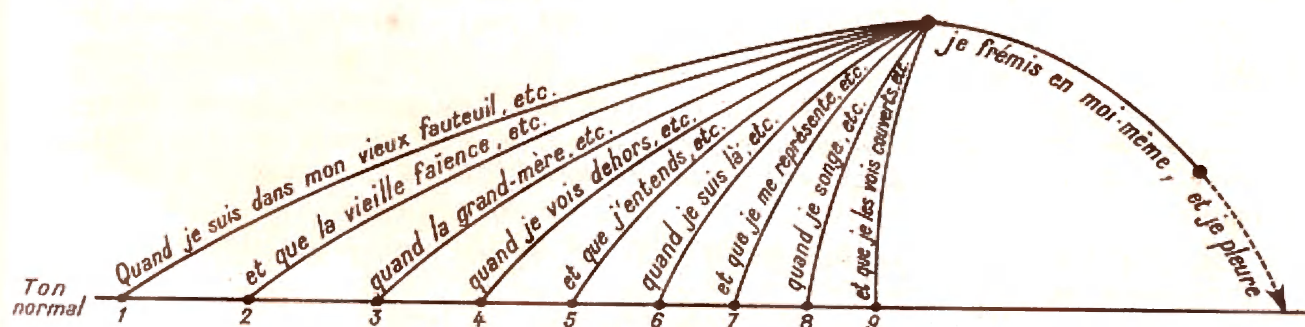 Quand je suis dans mon vieux fauteuil, etc.
et que la vieille faïence, etc.
quand la grand-mère, etc.
quand je vois dehors, etc.
et que j'entends, etc.
quand je suis là, etc.
et que je me représente, etc.
quand je songe, etc.
et que je les vois couverts, etc.
je frémis en moi-même,
et je pleure
Ton
normal
1 2 3 4 5 6 7 8 9